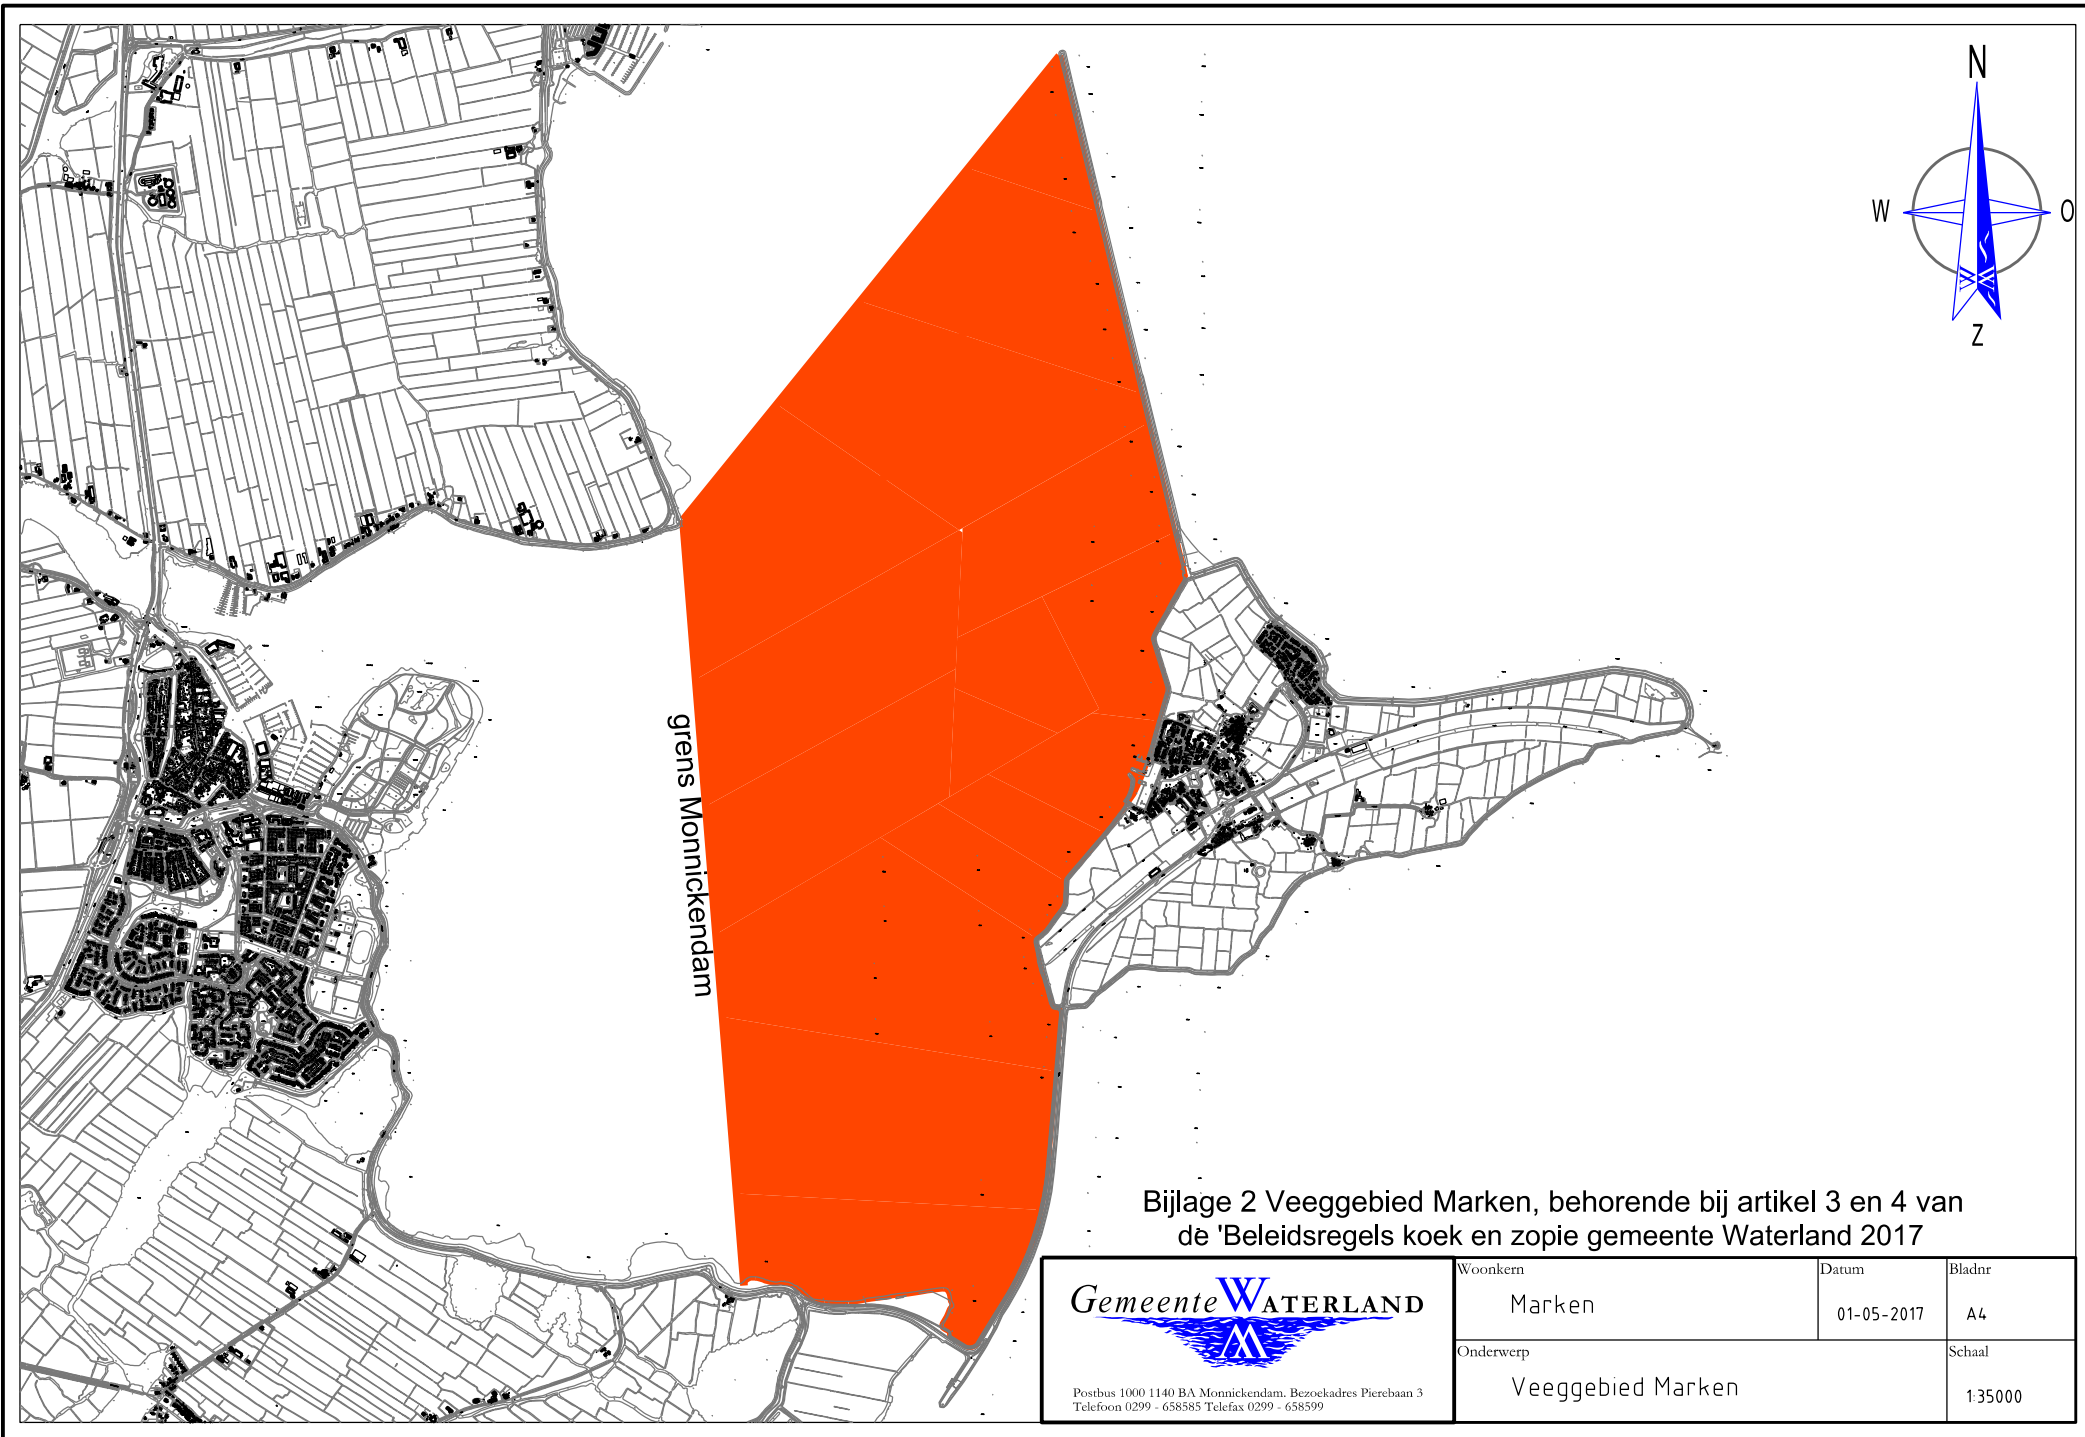 N
W
O
Z
grens Monnickendam
Bijlage 2 Veeggebied Marken, behorende bij artikel 3 en 4 van
de 'Beleidsregels koek en zopie gemeente Waterland 2017
Gemeente WATERLAND
Postbus 1000 1140 BA Monnickendam. Bezoekadres Pierebaan 3
Telefoon 0299 - 658585 Telefax 0299 - 658599
Woonkern
Marken
Datum
01-05-2017
Bladnr
A4
Onderwerp
Veeggebied Marken
Schaal
1:35000